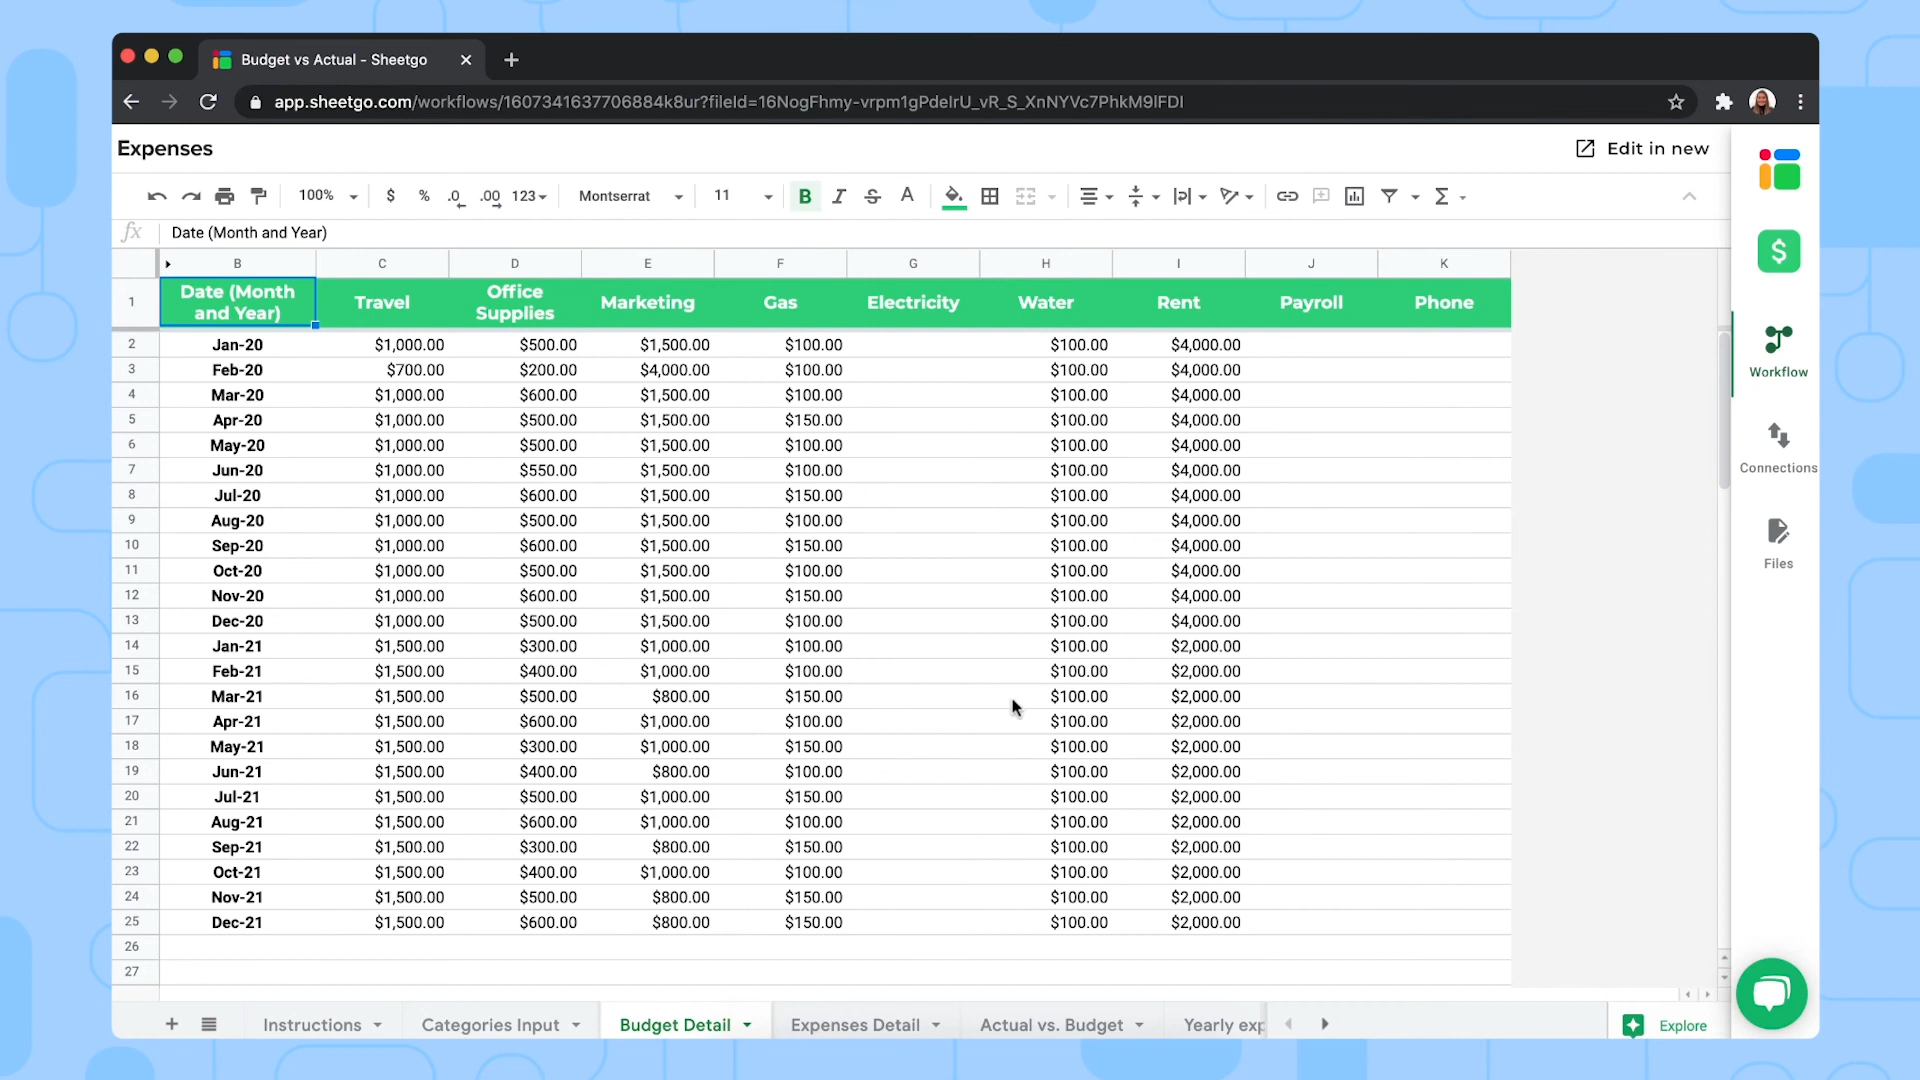 Budget vs Actual - Sheetgo
app.sheetgo.com/workflows/1607341637706884k8ur?fileId=16NogFhmy-vrpm1gPdeIrU_vR_S_XnNYVc7PhkM9lFDI
Expenses
Edit in new
100% $ % .0 .00 123 Montserrat 11 B I S A
fx Date (Month and Year)
B C D E F G H I J K
1 Date (Month and Year) Travel Office Supplies Marketing Gas Electricity Water Rent Payroll Phone
2 Jan-20 $1,000.00 $500.00 $1,500.00 $100.00 $100.00 $4,000.00
3 Feb-20 $700.00 $200.00 $4,000.00 $100.00 $100.00 $4,000.00
4 Mar-20 $1,000.00 $600.00 $1,500.00 $100.00 $100.00 $4,000.00
5 Apr-20 $1,000.00 $500.00 $1,500.00 $150.00 $100.00 $4,000.00
6 May-20 $1,000.00 $500.00 $1,500.00 $100.00 $100.00 $4,000.00
7 Jun-20 $1,000.00 $550.00 $1,500.00 $100.00 $100.00 $4,000.00
8 Jul-20 $1,000.00 $600.00 $1,500.00 $150.00 $100.00 $4,000.00
9 Aug-20 $1,000.00 $500.00 $1,500.00 $100.00 $100.00 $4,000.00
10 Sep-20 $1,000.00 $600.00 $1,500.00 $150.00 $100.00 $4,000.00
11 Oct-20 $1,000.00 $500.00 $1,500.00 $100.00 $100.00 $4,000.00
12 Nov-20 $1,000.00 $600.00 $1,500.00 $150.00 $100.00 $4,000.00
13 Dec-20 $1,000.00 $500.00 $1,500.00 $100.00 $100.00 $4,000.00
14 Jan-21 $1,500.00 $300.00 $1,000.00 $100.00 $100.00 $2,000.00
15 Feb-21 $1,500.00 $400.00 $1,000.00 $100.00 $100.00 $2,000.00
16 Mar-21 $1,500.00 $500.00 $800.00 $150.00 $100.00 $2,000.00
17 Apr-21 $1,500.00 $600.00 $1,000.00 $100.00 $100.00 $2,000.00
18 May-21 $1,500.00 $300.00 $1,000.00 $150.00 $100.00 $2,000.00
19 Jun-21 $1,500.00 $400.00 $800.00 $100.00 $100.00 $2,000.00
20 Jul-21 $1,500.00 $500.00 $1,000.00 $150.00 $100.00 $2,000.00
21 Aug-21 $1,500.00 $600.00 $1,000.00 $100.00 $100.00 $2,000.00
22 Sep-21 $1,500.00 $300.00 $800.00 $150.00 $100.00 $2,000.00
23 Oct-21 $1,500.00 $400.00 $1,000.00 $100.00 $100.00 $2,000.00
24 Nov-21 $1,500.00 $500.00 $800.00 $150.00 $100.00 $2,000.00
25 Dec-21 $1,500.00 $600.00 $800.00 $150.00 $100.00 $2,000.00
26
27
Instructions Categories Input Budget Detail Expenses Detail Actual vs. Budget Yearly exp
Explore
$
Workflow
Connections
Files